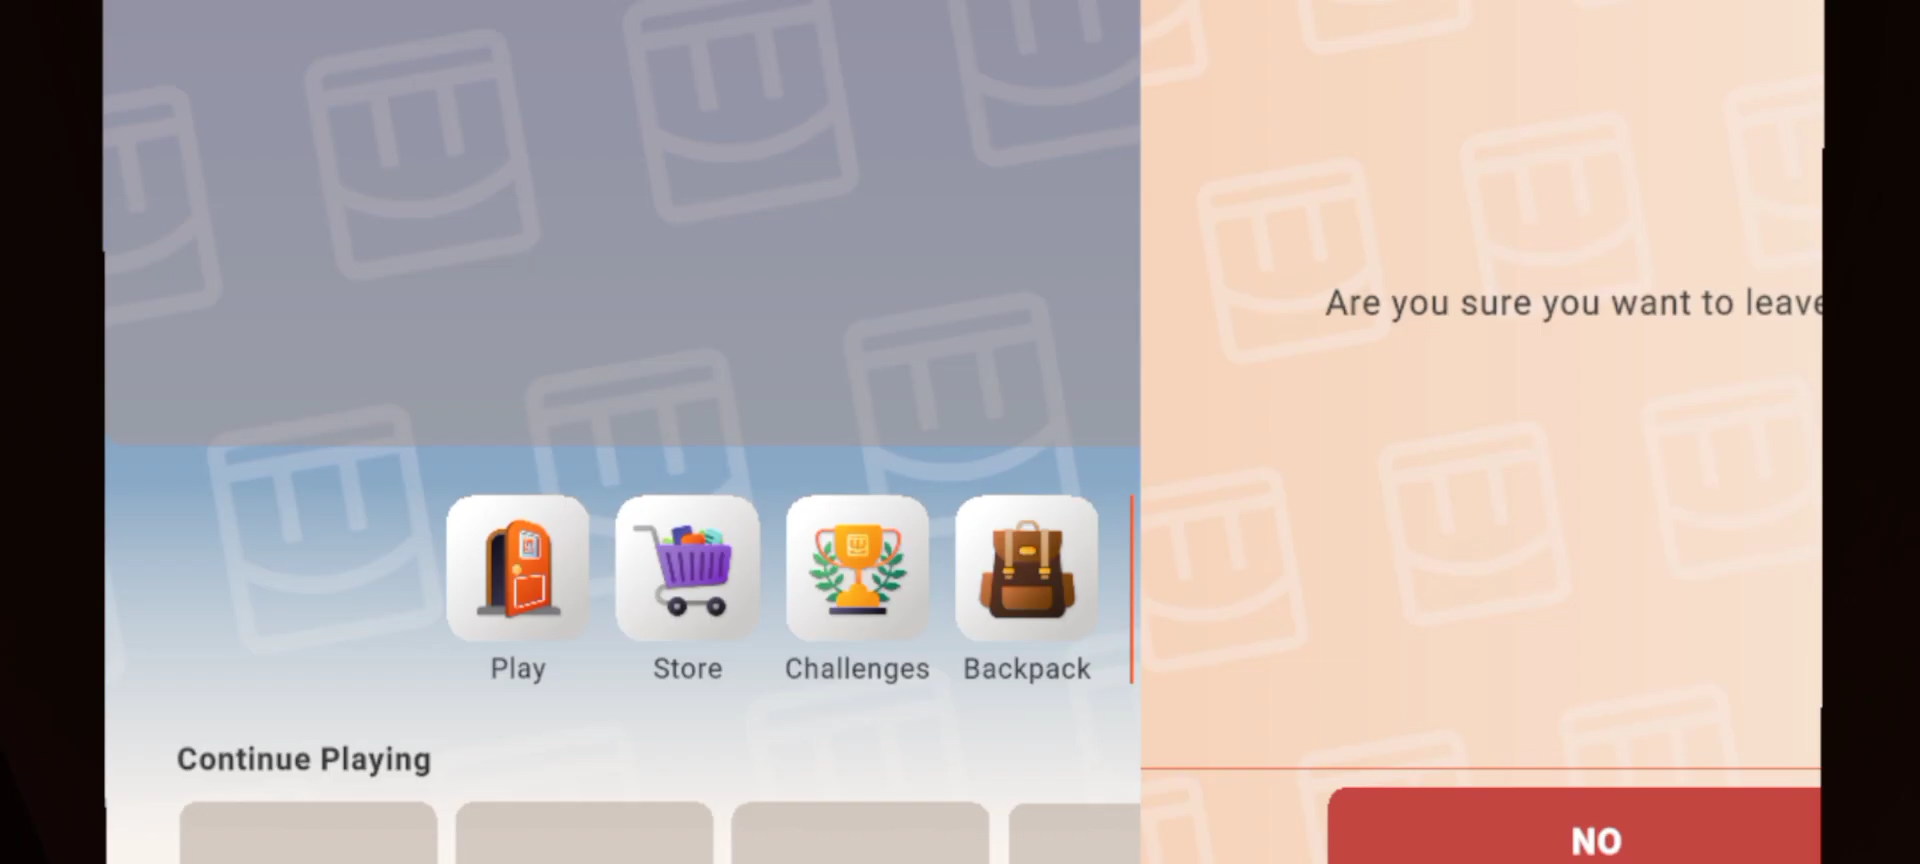 Are you sure you want to leave
Play
Store
Challenges
Backpack
Continue Playing
NO